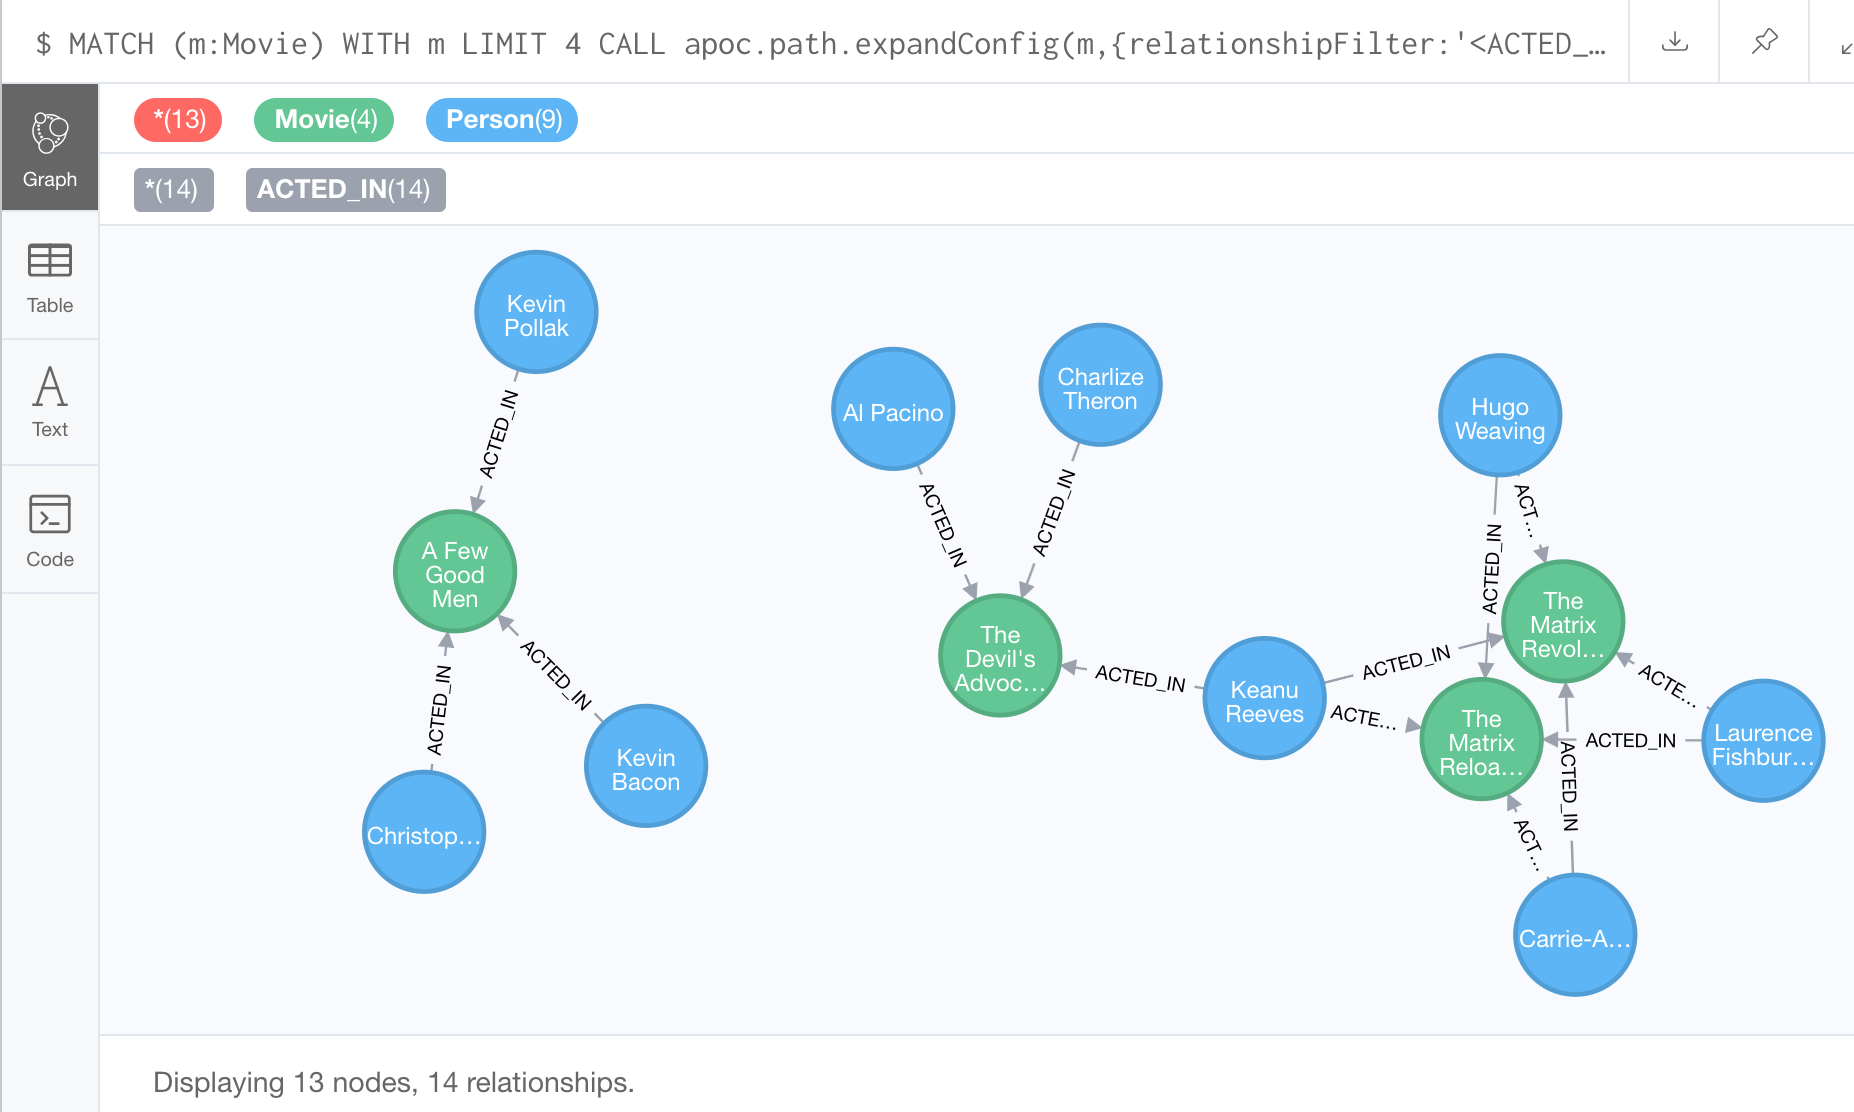 $ MATCH (m:Movie) WITH m LIMIT 4 CALL apoc.path.expandConfig(m,{relationshipFilter:'<ACTED_…
*(13)
Movie(4)
Person(9)
*(14)
ACTED_IN(14)
Graph
Table
Text
Code
Kevin
Pollak
ACTED_IN
A Few
Good
Men
ACTED_IN
ACTED_IN
Kevin
Bacon
Christop…
Al Pacino
Charlize
Theron
ACTED_IN
ACTED_IN
The
Devil's
Advoc…
ACTED_IN
Keanu
Reeves
ACTED_IN
ACTE…
Hugo
Weaving
ACTED_IN
ACT…
The
Matrix
Revol…
The
Matrix
Reloa…
ACTE…
ACTED_IN
Laurence
Fishbur…
ACTED_IN
ACT…
Carrie-A…
Displaying 13 nodes, 14 relationships.